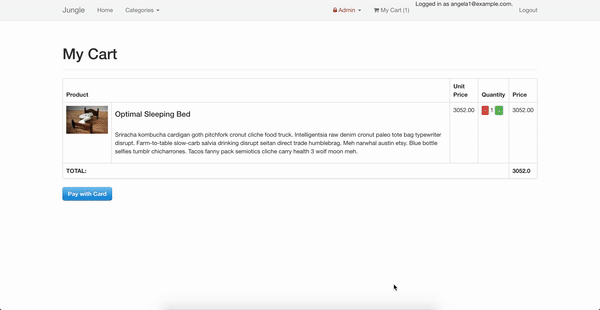 Logged in as angela1@example.com.
Jungle Home Categories Admin My Cart (1) Logout
My Cart
Product Unit Price Quantity Price
Optimal Sleeping Bed 3052.00 - 1 + 3052.00
Sriracha kombucha cardigan goth pitchfork cronut cliche food truck. Intelligentsia raw denim cronut paleo tote bag typewriter
disrupt. Farm-to-table slow-carb salvia drinking disrupt seitan direct trade humblebrag. Meh narwhal austin etsy. Blue bottle
selfies tumblr chicharrones. Tacos fanny pack semiotics cliche carry health 3 wolf moon meh.
TOTAL: 3052.0
Pay with Card